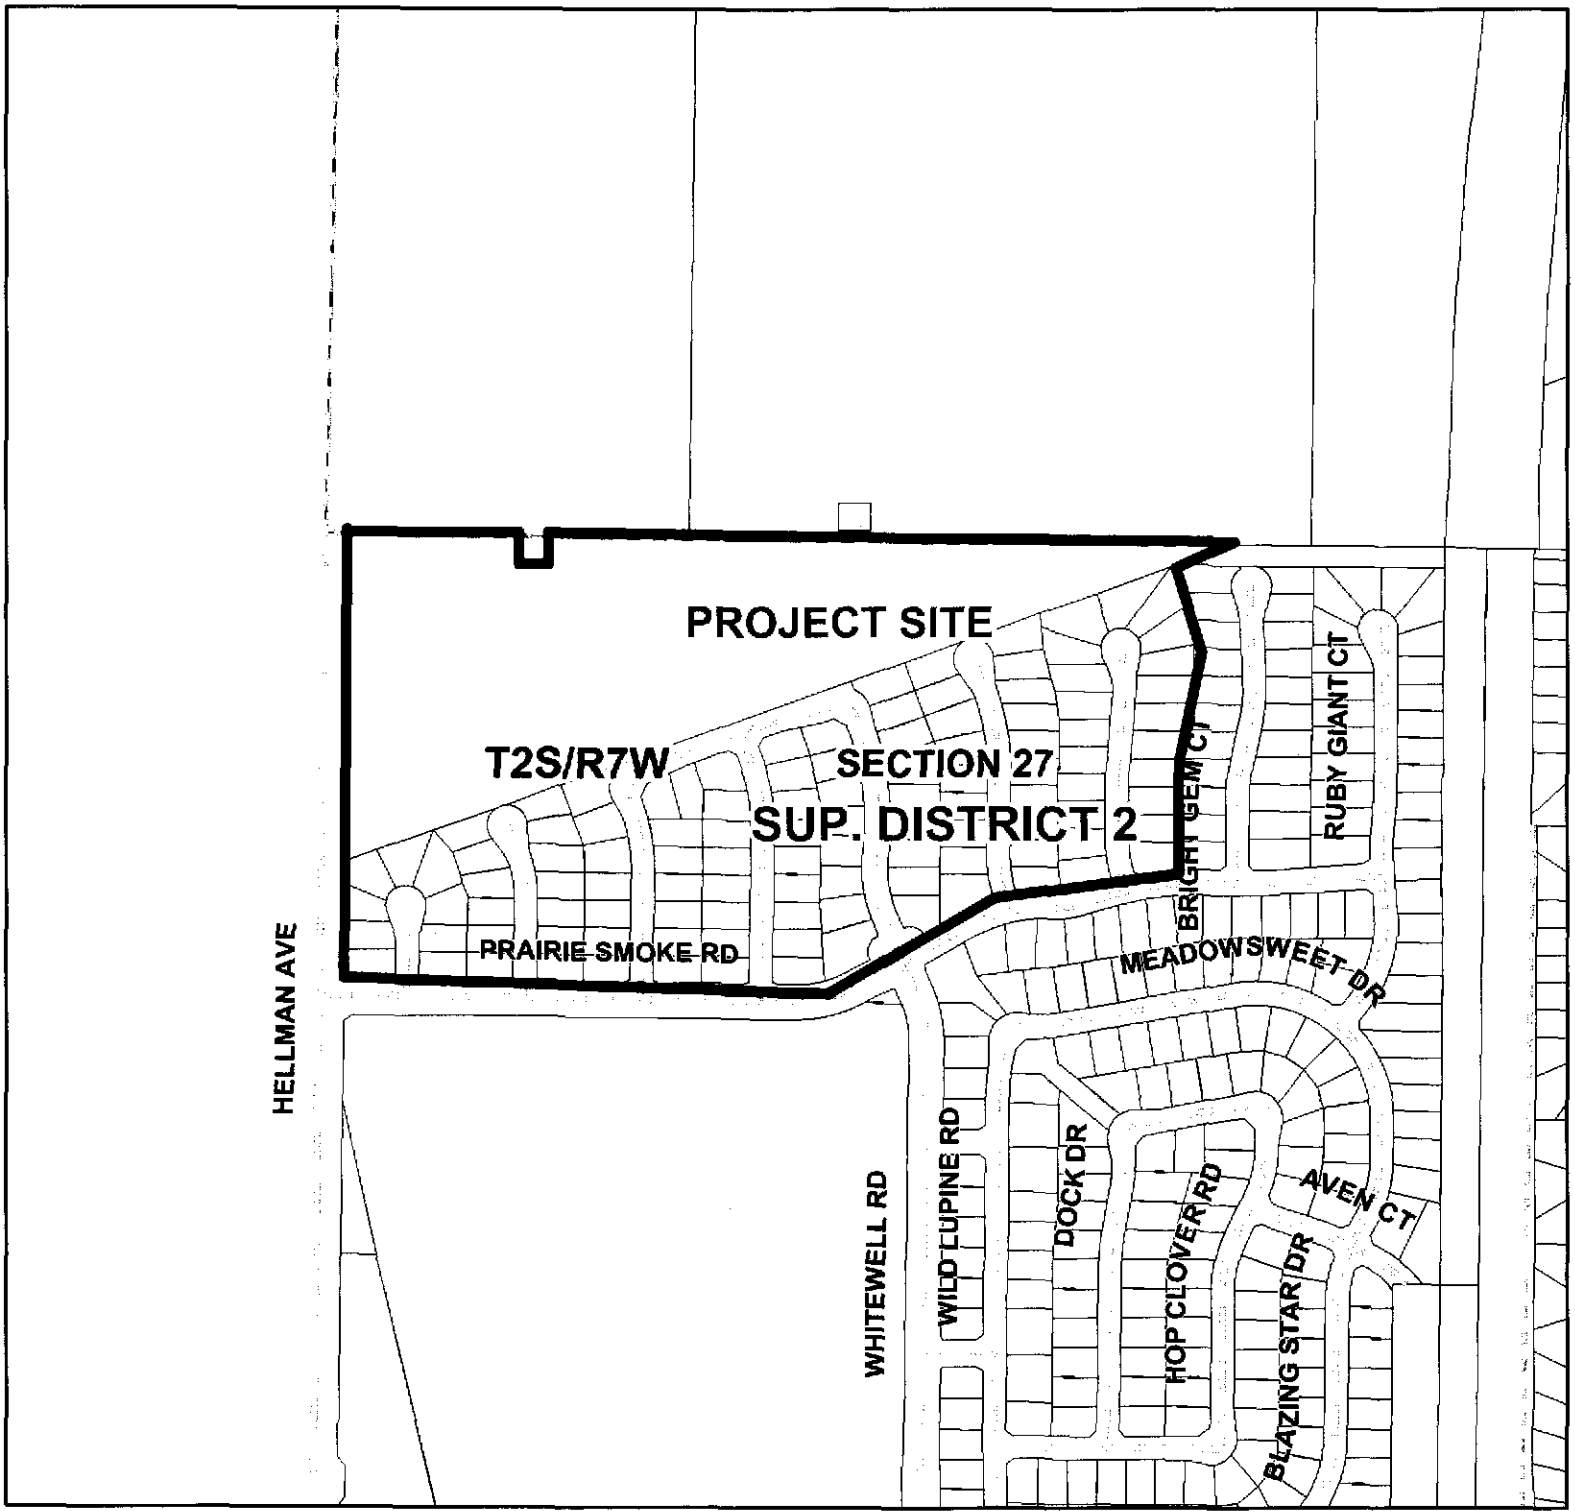 PROJECT SITE
T2S/R7W
SECTION 27
SUP. DISTRICT 2
BRIGHT GEM CT
RUBY GIANT CT
PRAIRIE SMOKE RD
MEADOWSWEET DR
HELLMAN AVE
WHITEWELL RD
WILD LUPINE RD
DOCK DR
HOP CLOVER RD
AVEN CT
BLAZING STAR DR